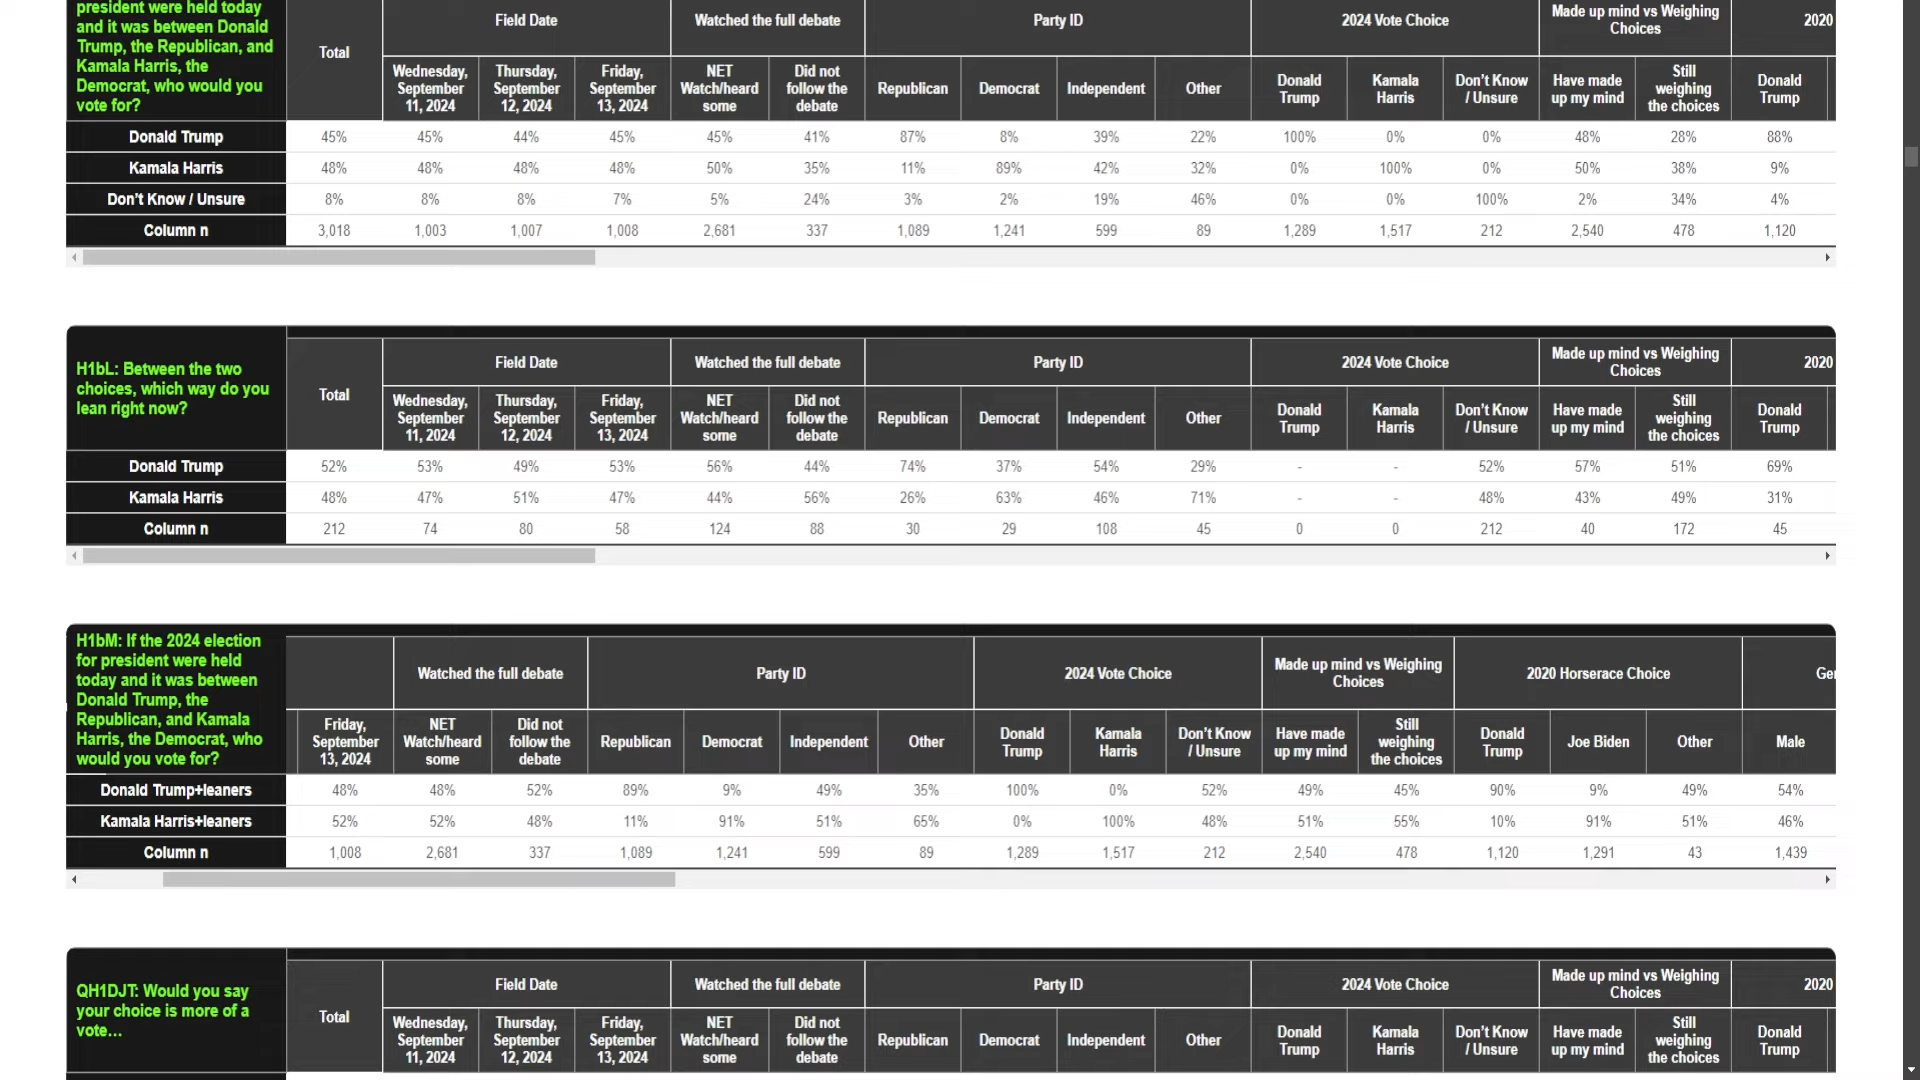 president were held today
and it was between Donald
Trump, the Republican, and
Kamala Harris, the
Democrat, who would you
vote for?
Total
Field Date
Watched the full debate
Party ID
2024 Vote Choice
Made up mind vs Weighing
Choices
2020
Wednesday, September 11, 2024
Thursday, September 12, 2024
Friday, September 13, 2024
NET Watch/heard some
Did not follow the debate
Republican
Democrat
Independent
Other
Donald Trump
Kamala Harris
Don't Know / Unsure
Have made up my mind
Still weighing the choices
Donald Trump
Donald Trump 45% 45% 44% 45% 45% 41% 87% 8% 39% 22% 100% 0% 0% 48% 28% 88%
Kamala Harris 48% 48% 48% 48% 50% 35% 11% 89% 42% 32% 0% 100% 0% 50% 38% 9%
Don't Know / Unsure 8% 8% 8% 7% 5% 24% 3% 2% 19% 46% 0% 0% 100% 2% 34% 4%
Column n 3,018 1,003 1,007 1,008 2,681 337 1,089 1,241 599 89 1,289 1,517 212 2,540 478 1,120
H1bL: Between the two
choices, which way do you
lean right now?
Total
Field Date
Watched the full debate
Party ID
2024 Vote Choice
Made up mind vs Weighing
Choices
2020
Wednesday, September 11, 2024
Thursday, September 12, 2024
Friday, September 13, 2024
NET Watch/heard some
Did not follow the debate
Republican
Democrat
Independent
Other
Donald Trump
Kamala Harris
Don't Know / Unsure
Have made up my mind
Still weighing the choices
Donald Trump
Donald Trump 52% 53% 49% 53% 56% 44% 74% 37% 54% 29% - - 52% 57% 51% 69%
Kamala Harris 48% 47% 51% 47% 44% 56% 26% 63% 46% 71% - - 48% 43% 49% 31%
Column n 212 74 80 58 124 88 30 29 108 45 0 0 212 40 172 45
H1bM: If the 2024 election
for president were held
today and it was between
Donald Trump, the
Republican, and Kamala
Harris, the Democrat, who
would you vote for?
Watched the full debate
Party ID
2024 Vote Choice
Made up mind vs Weighing
Choices
2020 Horserace Choice
Ge
Friday, September 13, 2024
NET Watch/heard some
Did not follow the debate
Republican
Democrat
Independent
Other
Donald Trump
Kamala Harris
Don't Know / Unsure
Have made up my mind
Still weighing the choices
Donald Trump
Joe Biden
Other
Male
Donald Trump+leaners 48% 48% 52% 89% 9% 49% 35% 100% 0% 52% 49% 45% 90% 9% 49% 54%
Kamala Harris+leaners 52% 52% 48% 11% 91% 51% 65% 0% 100% 48% 51% 55% 10% 91% 51% 46%
Column n 1,008 2,681 337 1,089 1,241 599 89 1,289 1,517 212 2,540 478 1,120 1,291 43 1,439
QH1DJT: Would you say
your choice is more of a
vote...
Total
Field Date
Watched the full debate
Party ID
2024 Vote Choice
Made up mind vs Weighing
Choices
2020
Wednesday, September 11, 2024
Thursday, September 12, 2024
Friday, September 13, 2024
NET Watch/heard some
Did not follow the debate
Republican
Democrat
Independent
Other
Donald Trump
Kamala Harris
Don't Know / Unsure
Have made up my mind
Still weighing the choices
Donald Trump